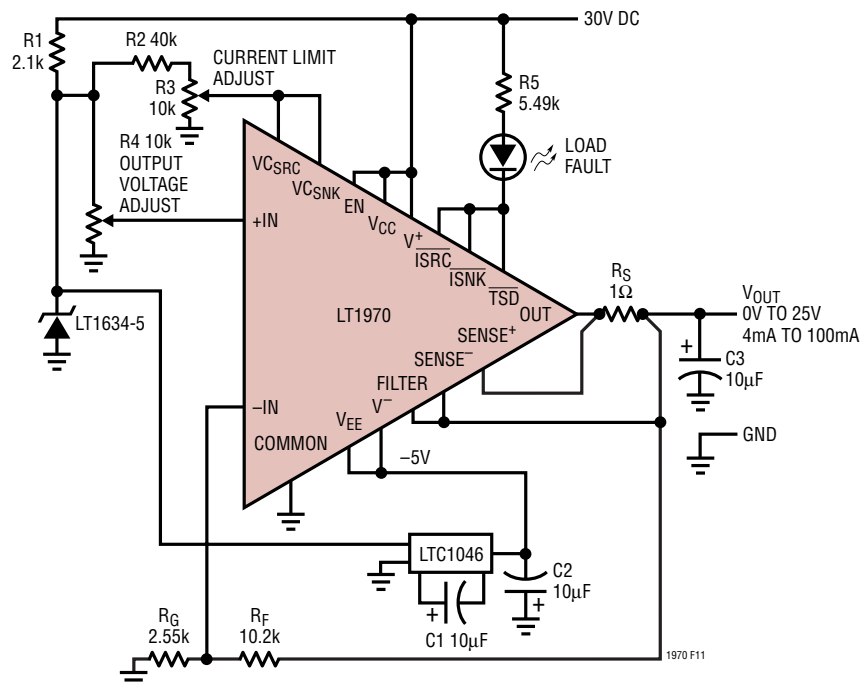 30V DC
R1
2.1k
R2 40k
CURRENT LIMIT
ADJUST
R3
10k
R5
5.49k
LOAD
FAULT
R4 10k
OUTPUT
VOLTAGE
ADJUST
VCSRC
VCSNK
EN
VCC
V+
ISRC
ISNK
TSD
+IN
LT1970
OUT
RS
1Ω
VOUT
0V TO 25V
4mA TO 100mA
LT1634-5
SENSE+
SENSE–
FILTER
V–
VEE
–IN
COMMON
+
C3
10µF
GND
–5V
LTC1046
C2
10µF
+
+
C1 10µF
RG
2.55k
RF
10.2k
1970 F11